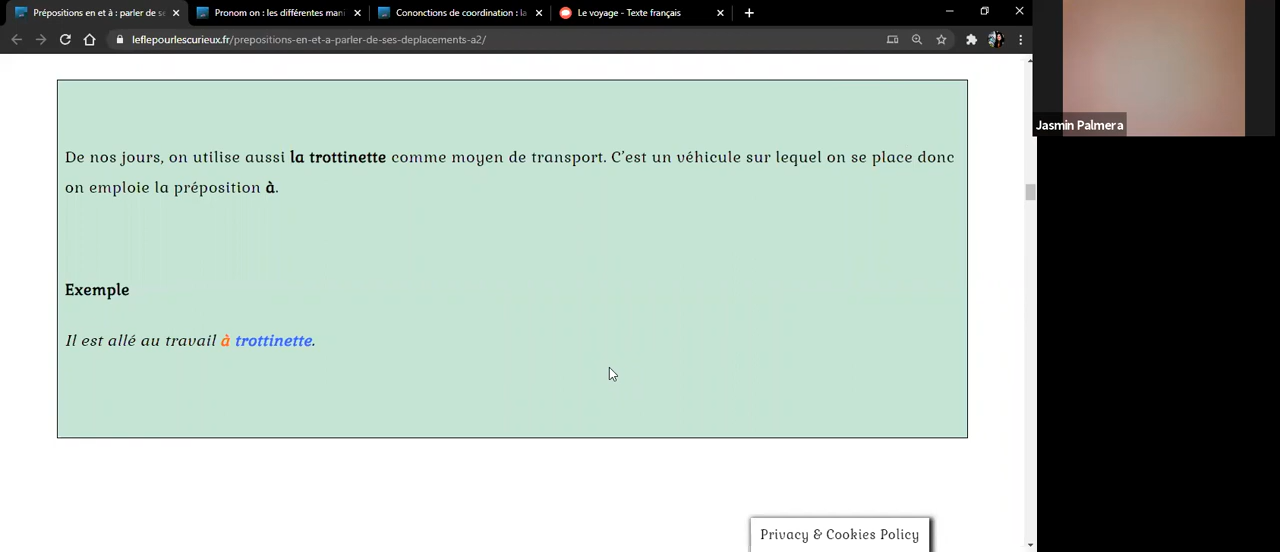 Prépositions en et à : parler de se
Pronom on : les différentes mani
Cononctions de coordination : la
Le voyage - Texte français
leflepourlescurieux.fr/prepositions-en-et-a-parler-de-ses-deplacements-a2/
Jasmin Palmera
De nos jours, on utilise aussi la trottinette comme moyen de transport. C'est un véhicule sur lequel on se place donc
on emploie la préposition à.
Exemple
Il est allé au travail à trottinette.
Privacy & Cookies Policy